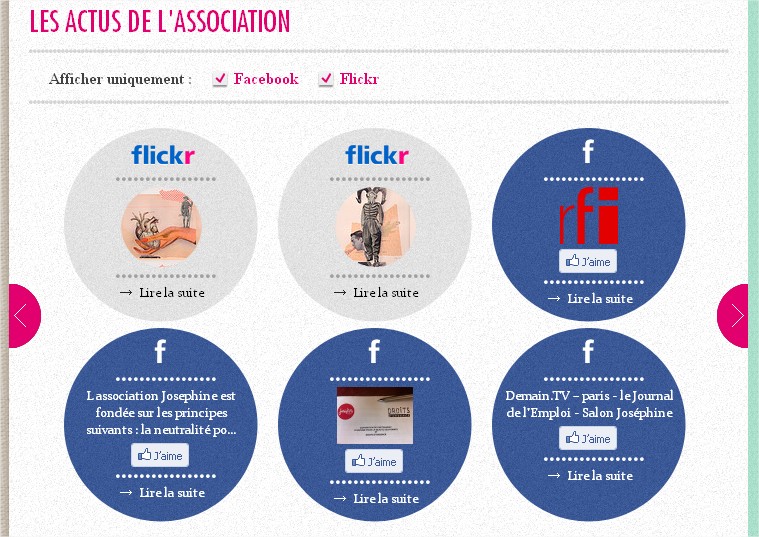 LES ACTUS DE L'ASSOCIATION
Afficher uniquement : Facebook Flickr
flickr
→ Lire la suite
flickr
→ Lire la suite
f
rfi
J'aime
→ Lire la suite
f
L'association Josephine est
fondée sur les principes
suivants : la neutralité po...
J'aime
→ Lire la suite
f
DROITS
J'aime
→ Lire la suite
f
Demain.TV – paris - le Journal
de l'Emploi - Salon Joséphine
J'aime
→ Lire la suite